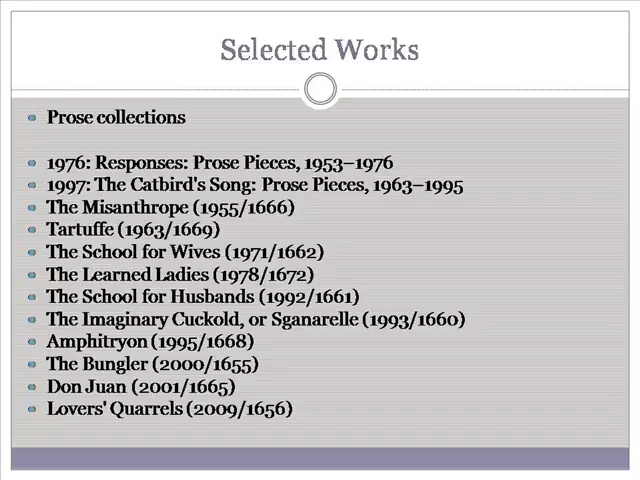 Selected Works
Prose collections
1976: Responses: Prose Pieces, 1953–1976
1997: The Catbird's Song: Prose Pieces, 1963–1995
The Misanthrope (1955/1666)
Tartuffe (1963/1669)
The School for Wives (1971/1662)
The Learned Ladies (1978/1672)
The School for Husbands (1992/1661)
The Imaginary Cuckold, or Sganarelle (1993/1660)
Amphitryon (1995/1668)
The Bungler (2000/1655)
Don Juan (2001/1665)
Lovers' Quarrels (2009/1656)